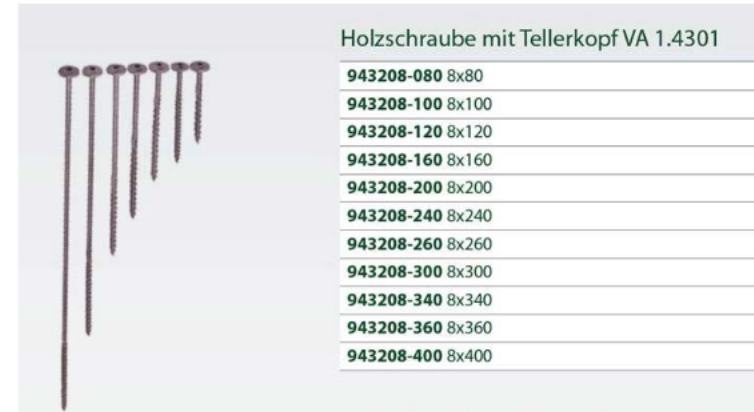 Holzschraube mit Tellerkopf VA 1.4301
943208-080 8x80
943208-100 8x100
943208-120 8x120
943208-160 8x160
943208-200 8x200
943208-240 8x240
943208-260 8x260
943208-300 8x300
943208-340 8x340
943208-360 8x360
943208-400 8x400